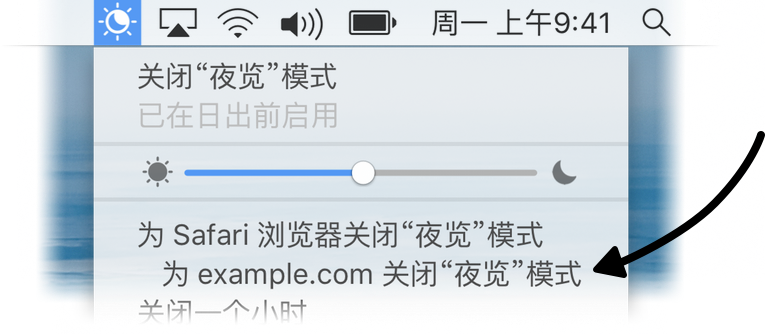 周一 上午9:41
关闭“夜览”模式
已在日出前启用
为 Safari 浏览器关闭“夜览”模式
为 example.com 关闭“夜览”模式
关闭一个小时